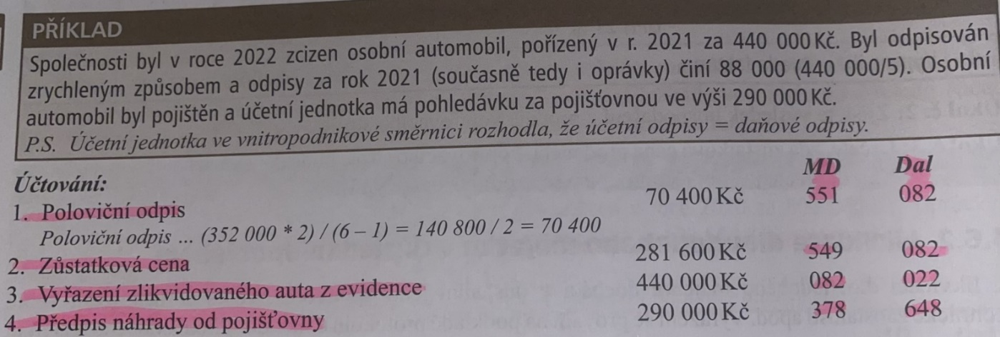 PŘÍKLAD
Společnosti byl v roce 2022 zcizen osobní automobil, pořízený v r. 2021 za 440 000 Kč. Byl odpisován
zrychleným způsobem a odpisy za rok 2021 (současně tedy i oprávky) činí 88 000 (440 000/5). Osobní
automobil byl pojištěn a účetní jednotka má pohledávku za pojišťovnou ve výši 290 000 Kč.
P.S. Účetní jednotka ve vnitropodnikové směrnici rozhodla, že účetní odpisy = daňové odpisy.
Účtování: MD Dal
1. Poloviční odpis 70 400 Kč 551 082
Poloviční odpis ... (352 000 * 2) / (6 – 1) = 140 800 / 2 = 70 400
2. Zůstatková cena 281 600 Kč 549 082
3. Vyřazení zlikvidovaného auta z evidence 440 000 Kč 082 022
4. Předpis náhrady od pojišťovny 290 000 Kč 378 648